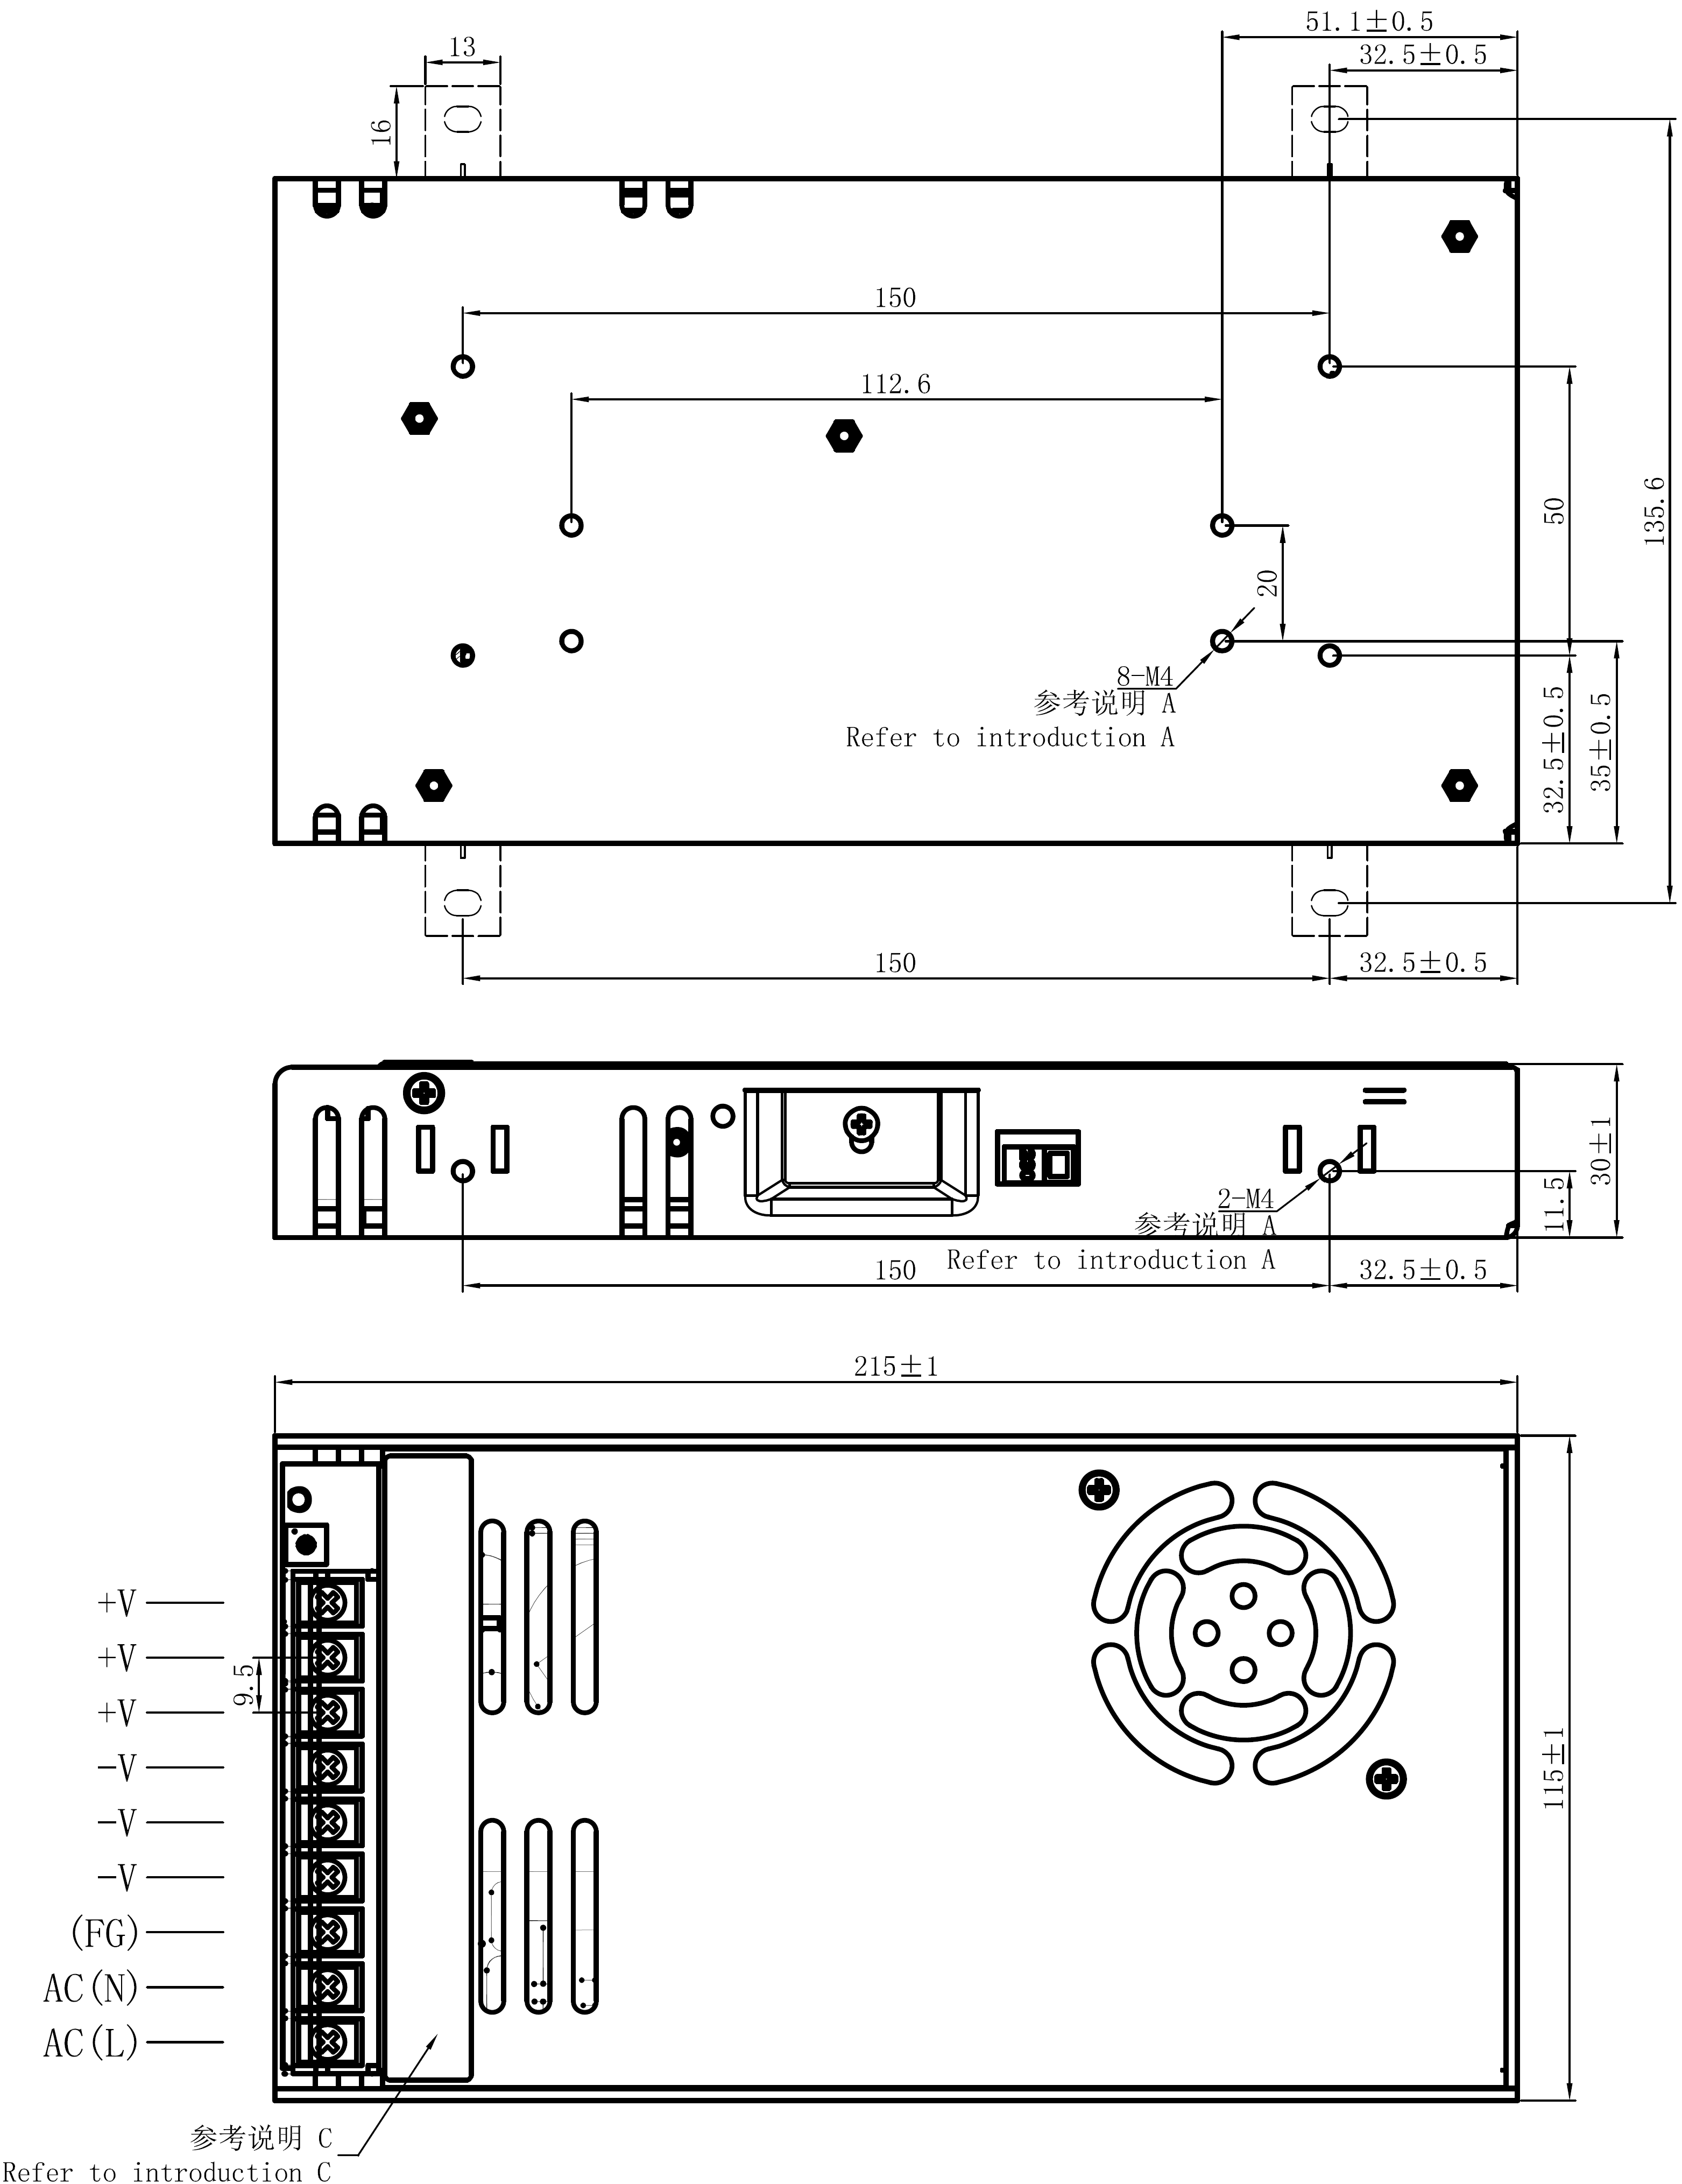 51.1±0.5
32.5±0.5
13
16
150
112.6
135.6
50
20
8-M4
参考说明 A
Refer to introduction A
32.5±0.5
35±0.5
150
32.5±0.5
2-M4
参考说明 A
Refer to introduction A
11.5
30±1
150
32.5±0.5
215±1
+V
+V
9.5
+V
-V
115±1
-V
-V
(FG)
AC(N)
AC(L)
参考说明 C
Refer to introduction C